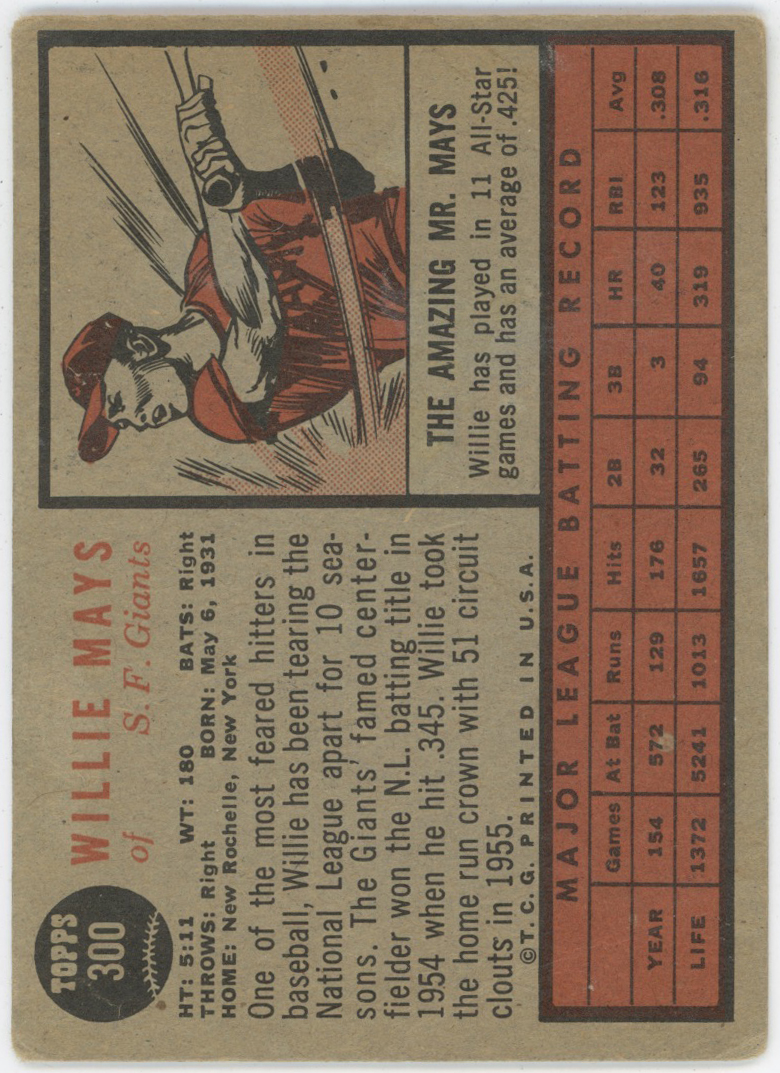 TOPPS
300
WILLIE MAYS
of S. F. Giants
HT: 5:11 WT: 180 BATS: Right
THROWS: Right BORN: May 6, 1931
HOME: New Rochelle, New York
One of the most feared hitters in
baseball, Willie has been tearing the
National League apart for 10 sea-
sons. The Giants' famed center-
fielder won the N.L. batting title in
1954 when he hit .345. Willie took
the home run crown with 51 circuit
clouts in 1955.
©T. C. G. PRINTED IN U. S. A.
THE AMAZING MR. MAYS
Willie has played in 11 All-Star
games and has an average of .425!
MAJOR LEAGUE BATTING RECORD
Games At Bat Runs Hits 2B 3B HR RBI Avg
YEAR 154 572 129 176 32 3 40 123 .308
LIFE 1372 5241 1013 1657 265 94 319 935 .316